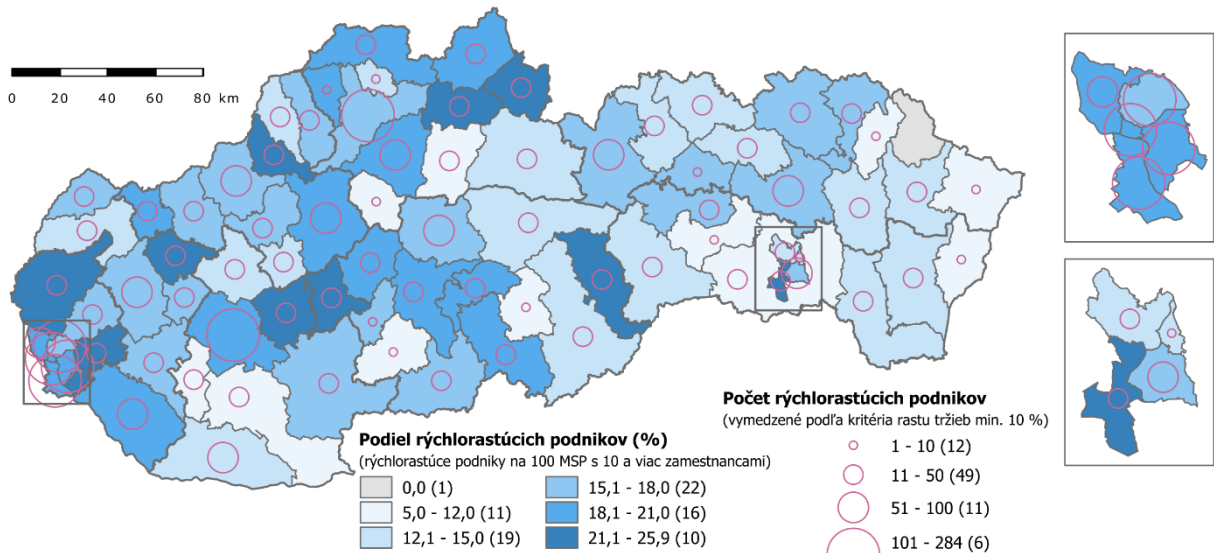 0 20 40 60 80 km
Podiel rýchlorastúcich podnikov (%)
(rýchlorastúce podniky na 100 MSP s 10 a viac zamestnancami)
0,0 (1)
5,0 - 12,0 (11)
12,1 - 15,0 (19)
15,1 - 18,0 (22)
18,1 - 21,0 (16)
21,1 - 25,9 (10)
Počet rýchlorastúcich podnikov
(vymedzené podľa kritéria rastu tržieb min. 10 %)
1 - 10 (12)
11 - 50 (49)
51 - 100 (11)
101 - 284 (6)